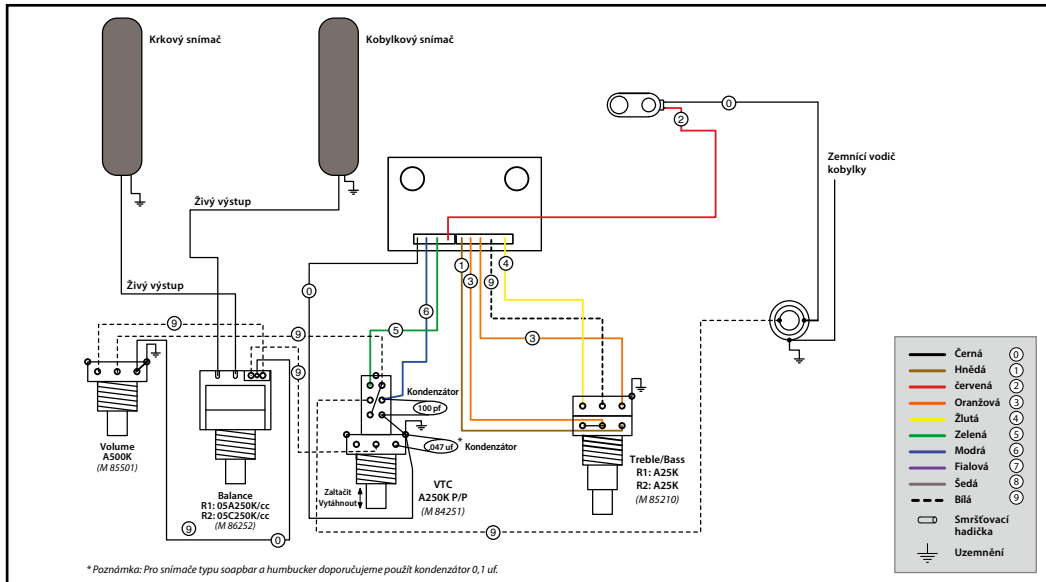 Krkový snímač
Kobylkový snímač
0
2
Zemnící vodič
kobylky
Živý výstup
Živý výstup
0
1
3
9
4
6
5
3
9
9
9
Kondenzátor
100 pf
.047 uf
* Kondenzátor
Volume
A500K
(M 85501)
Balance
R1: 05A250K/cc
R2: 05C250K/cc
(M 86252)
Zaltačit
Vytáhnout
VTC
A250K P/P
(M 84251)
Treble/Bass
R1: A25K
R2: A25K
(M 85210)
9
0
9
Černá 0
Hnědá 1
červená 2
Oranžová 3
Žlutá 4
Zelená 5
Modrá 6
Fialová 7
Šedá 8
Bílá 9
Smršťovací
hadička
Uzemnění
* Poznámka: Pro snímače typu soapbar a humbucker doporučujeme použít kondenzátor 0,1 uf.